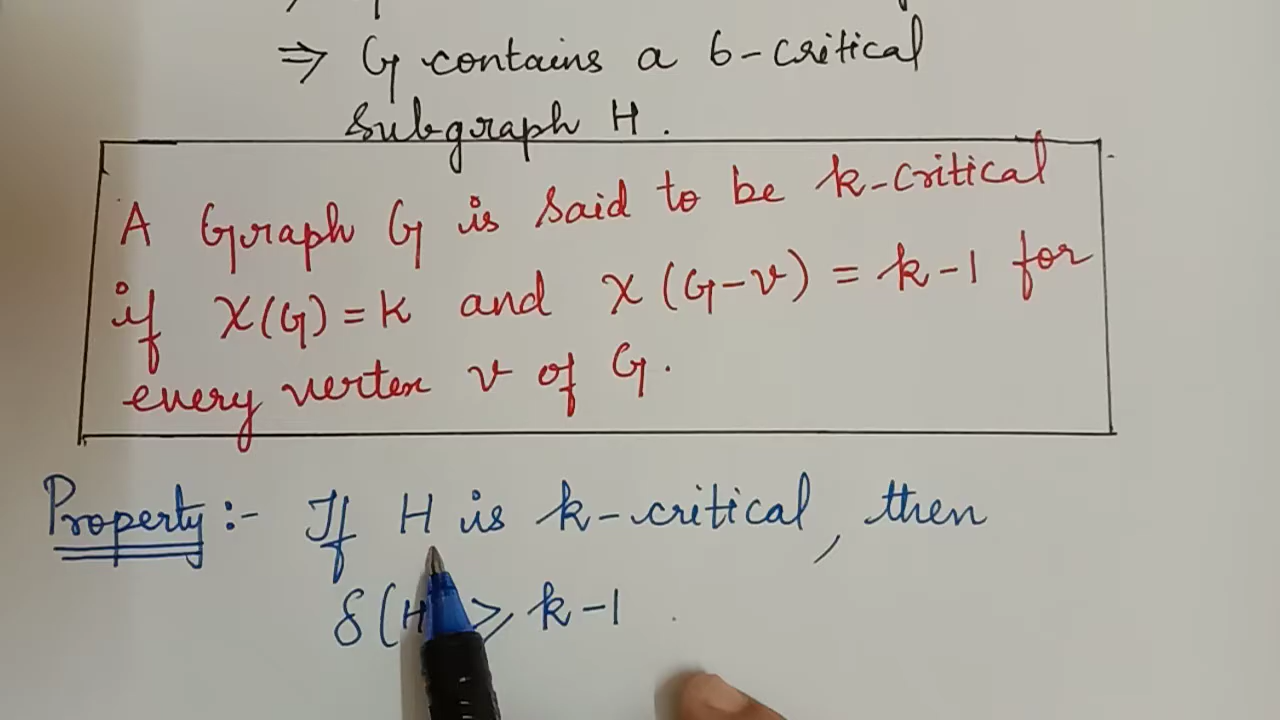 ⇒ G contains a 6-critical
Subgraph H.
A Graph G is said to be k-critical
if χ(G) = k and χ(G-v) = k-1 for
every vertex v of G.
Property:- If H is k-critical, then
δ(H ≥ k-1